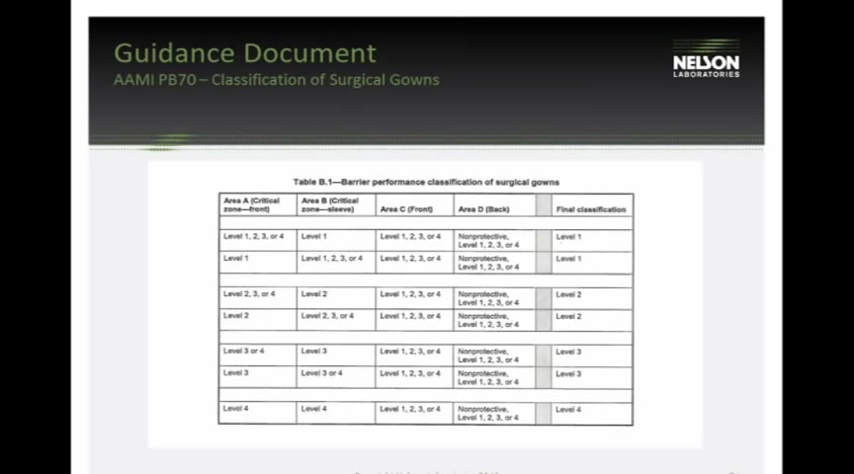 Guidance Document
AAMI PB70 – Classification of Surgical Gowns
NELSON
LABORATORIES
Table B.1—Barrier performance classification of surgical gowns
Area A (Critical zone—front) Area B (Critical zone—sleeve) Area C (Front) Area D (Back) Final classification
Level 1, 2, 3, or 4 Level 1 Level 1, 2, 3, or 4 Nonprotective, Level 1, 2, 3, or 4 Level 1
Level 1 Level 1, 2, 3, or 4 Level 1, 2, 3, or 4 Nonprotective, Level 1, 2, 3, or 4 Level 1
Level 2, 3, or 4 Level 2 Level 1, 2, 3, or 4 Nonprotective, Level 1, 2, 3, or 4 Level 2
Level 2 Level 2, 3, or 4 Level 1, 2, 3, or 4 Nonprotective, Level 1, 2, 3, or 4 Level 2
Level 3 or 4 Level 3 Level 1, 2, 3, or 4 Nonprotective, Level 1, 2, 3, or 4 Level 3
Level 3 Level 3 or 4 Level 1, 2, 3, or 4 Nonprotective, Level 1, 2, 3, or 4 Level 3
Level 4 Level 4 Level 1, 2, 3, or 4 Nonprotective, Level 1, 2, 3, or 4 Level 4